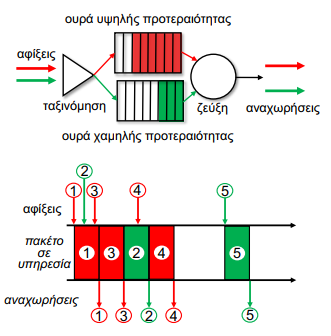 ουρά υψηλής προτεραιότητας
αφίξεις
ταξινόμηση
ζεύξη
αναχωρήσεις
ουρά χαμηλής προτεραιότητας
2
1 3 4 5
αφίξεις
πακέτο
σε
υπηρεσία
1 3 2 4 5
αναχωρήσεις
1 3 2 4 5